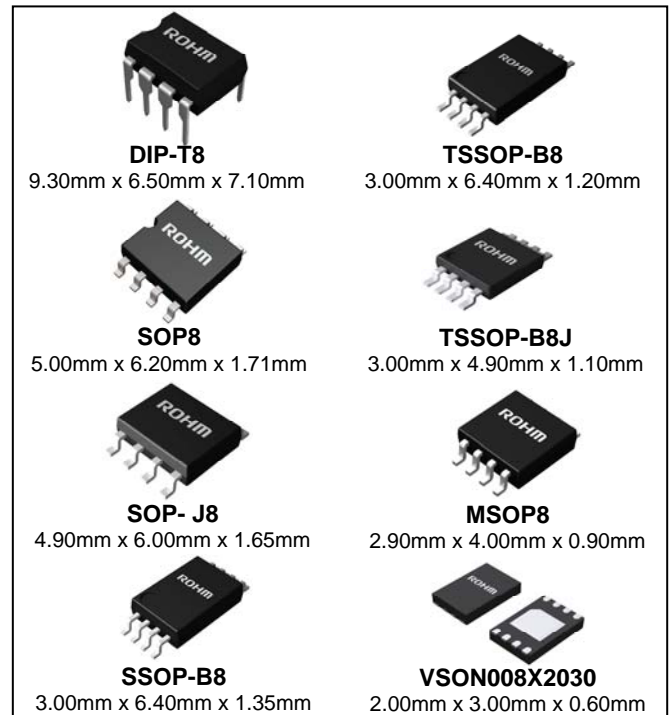 ROHM
DIP-T8
9.30mm x 6.50mm x 7.10mm
ROHM
TSSOP-B8
3.00mm x 6.40mm x 1.20mm
ROHM
SOP8
5.00mm x 6.20mm x 1.71mm
ROHM
TSSOP-B8J
3.00mm x 4.90mm x 1.10mm
ROHM
SOP- J8
4.90mm x 6.00mm x 1.65mm
ROHM
MSOP8
2.90mm x 4.00mm x 0.90mm
ROHM
SSOP-B8
3.00mm x 6.40mm x 1.35mm
ROHM
VSON008X2030
2.00mm x 3.00mm x 0.60mm